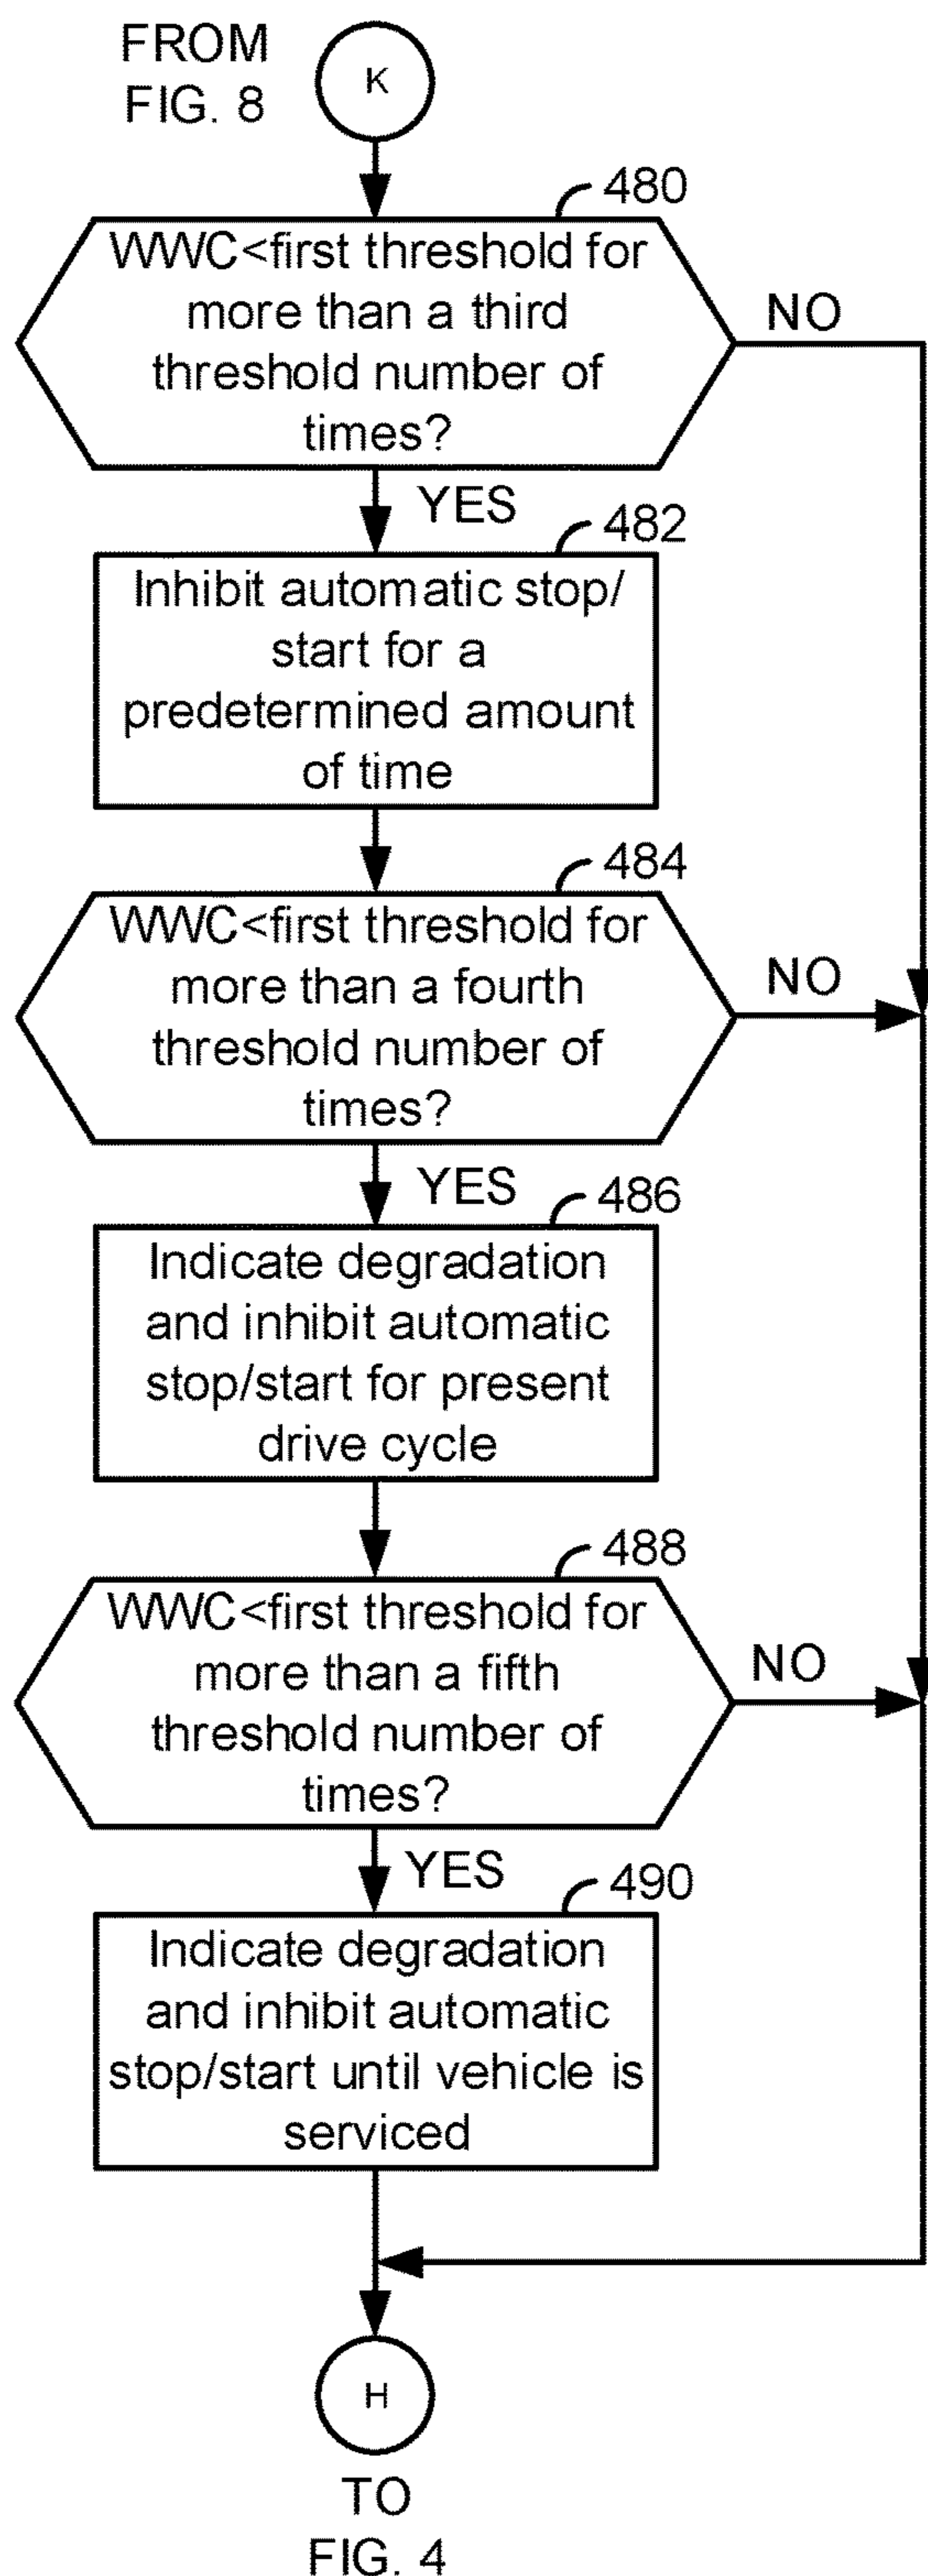 FROM
FIG. 8
K
480
WWC<first threshold for
more than a third
threshold number of
times?
NO
YES
482
Inhibit automatic stop/
start for a
predetermined amount
of time
484
WWC<first threshold for
more than a fourth
threshold number of
times?
NO
YES
486
Indicate degradation
and inhibit automatic
stop/start for present
drive cycle
488
WWC<first threshold for
more than a fifth
threshold number of
times?
NO
YES
490
Indicate degradation
and inhibit automatic
stop/start until vehicle is
serviced
H
TO
FIG. 4